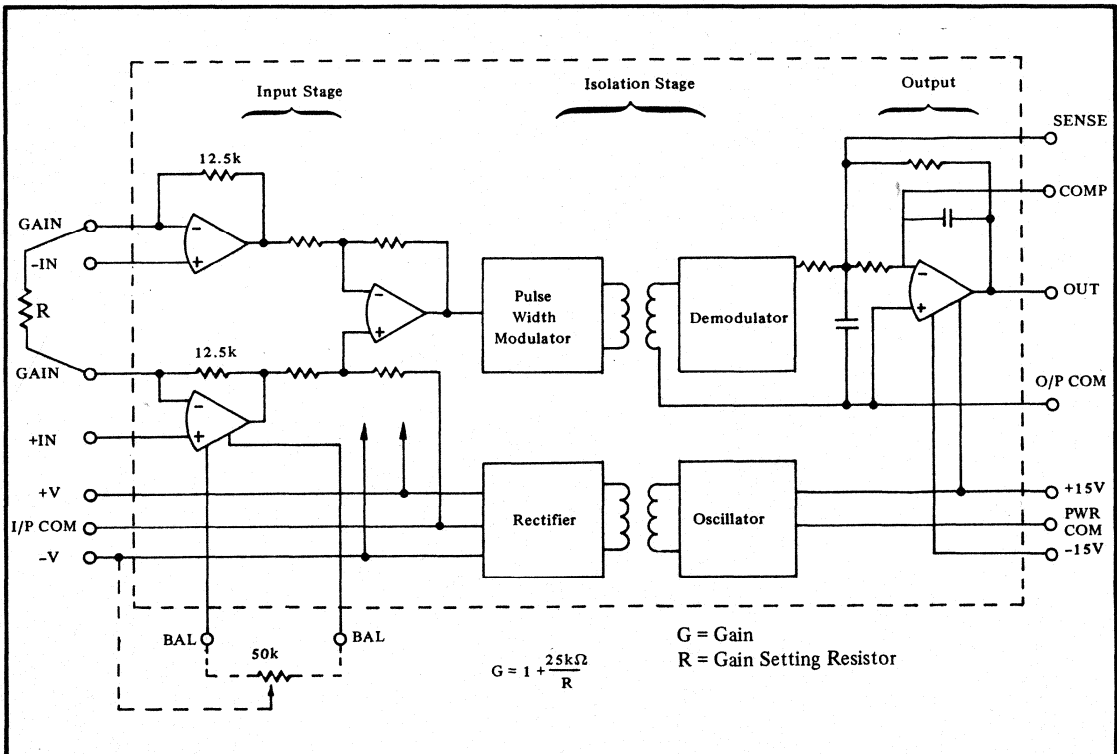 Input Stage
Isolation Stage
Output
SENSE
12.5k
COMP
GAIN
−
−IN
+
R
−
+
Pulse
Width
Modulator
Demodulator
−
+
OUT
12.5k
GAIN
−
+
O/P COM
+IN
+V
I/P COM
−V
Rectifier
Oscillator
+15V
PWR
COM
−15V
BAL
BAL
50k
G = 1 + 25kΩ
R
G = Gain
R = Gain Setting Resistor